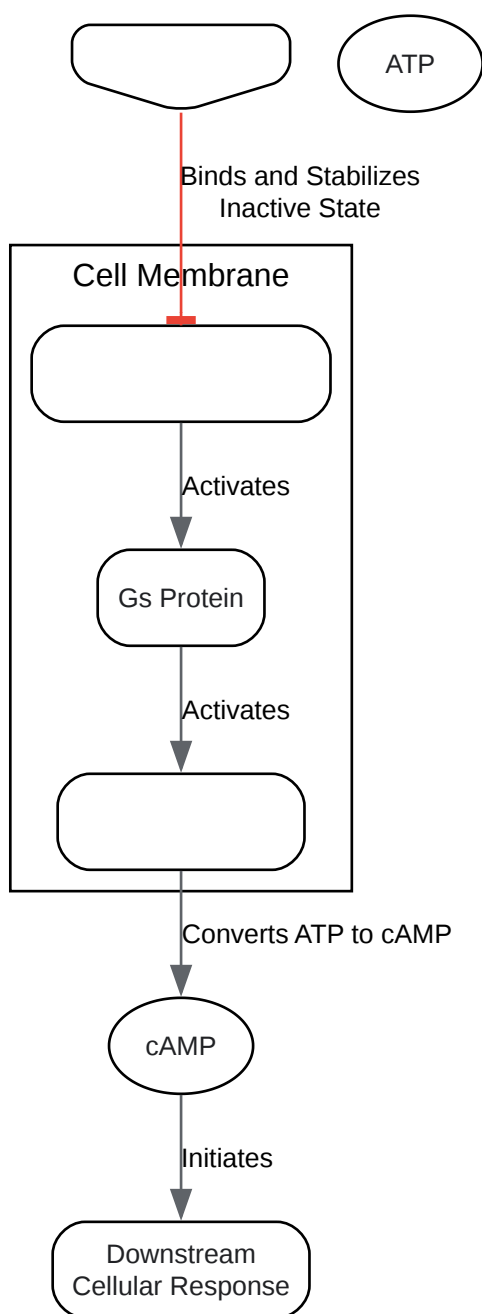 ATP
Binds and Stabilizes
Inactive State
Cell Membrane
Activates
Gs Protein
Activates
Converts ATP to cAMP
cAMP
Initiates
Downstream
Cellular Response